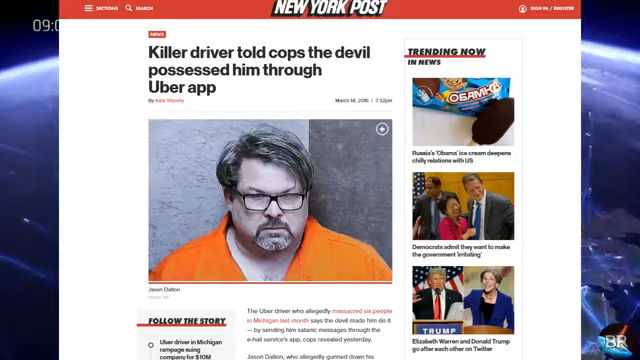 09:0
SECTIONS
SEARCH
NEW YORK POST
SIGN IN / REGISTER
NEWS
Killer driver told cops the devil
possessed him through
Uber app
By Kate Sheehy
March 14, 2016 | 7:32pm
Jason Dalton
Photo: AP
FOLLOW THE STORY
Uber driver in Michigan
rampage suing
company for $10M
The Uber driver who allegedly massacred six people
in Michigan last month says the devil made him do it
— by sending him satanic messages through the
e-hail service's app, cops revealed yesterday.
Jason Dalton, who allegedly gunned down his
TRENDING NOW
IN NEWS
ОБАМКА
Russia's 'Obama' ice cream deepens
chilly relations with US
Democrats admit they want to make
the government 'irritating'
TRUMP
Elizabeth Warren and Donald Trump
go after each other on Twitter
BR